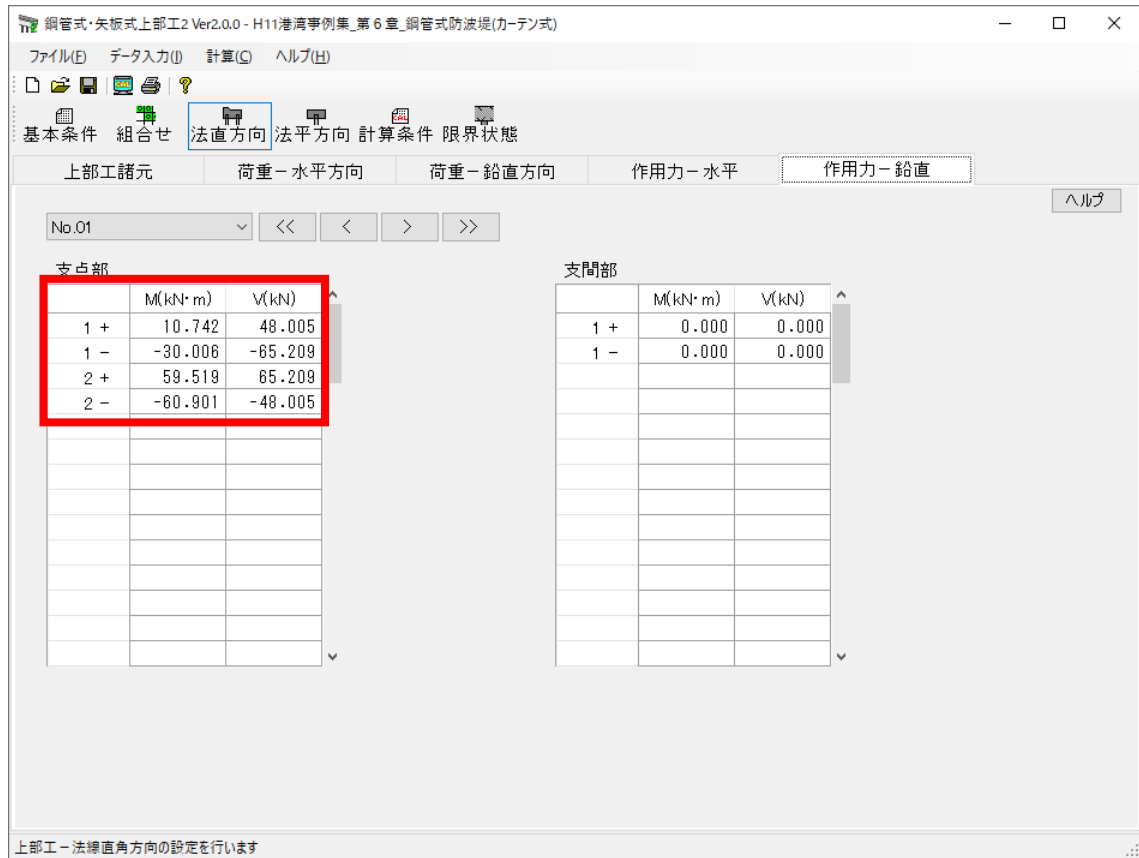 鋼管式・矢板式上部工2 Ver2.0.0 - H11港湾事例集_第６章_鋼管式防波堤(カーテン式)
ファイル(F) データ入力(I) 計算(C) ヘルプ(H)
基本条件 組合せ 法直方向 法平方向 計算条件 限界状態
上部工諸元 荷重－水平方向 荷重－鉛直方向 作用力－水平 作用力－鉛直
ヘルプ
No.01 << < > >>
支点部 支間部
M(kN・m) V(kN) M(kN・m) V(kN)
1 + 10.742 48.005 1 + 0.000 0.000
1 − -30.006 -65.209 1 − 0.000 0.000
2 + 59.519 65.209
2 − -60.901 -48.005
上部工－法線直角方向の設定を行います